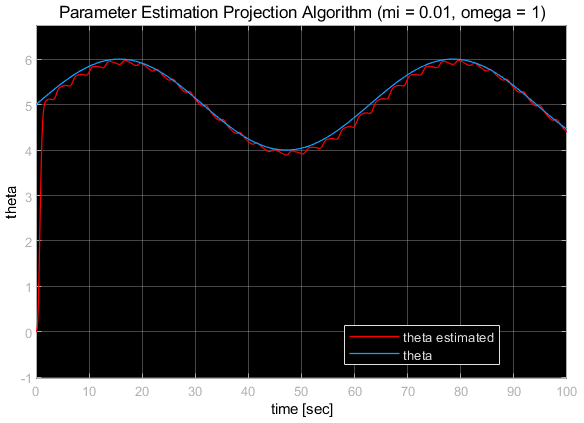 Parameter Estimation Projection Algorithm (mi = 0.01, omega = 1)
6
5
4
3
2
1
0
-1
theta
theta estimated
theta
0 10 20 30 40 50 60 70 80 90 100
time [sec]